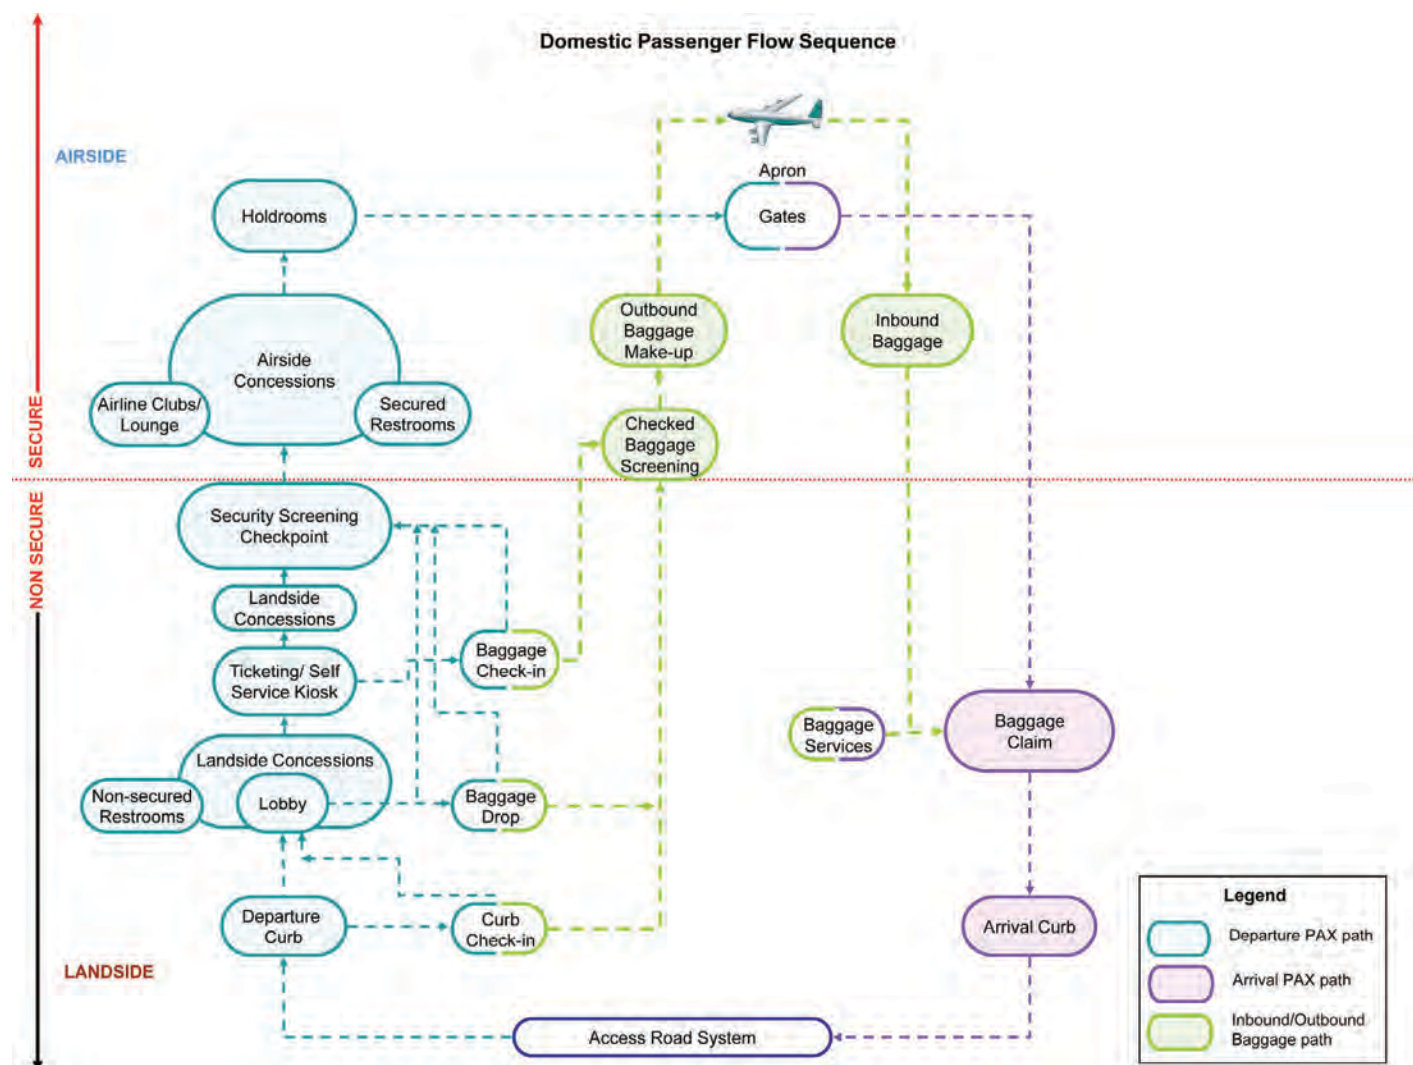 Domestic Passenger Flow Sequence
AIRSIDE
Apron
Holdrooms
Gates
Outbound
Baggage
Make-up
Inbound
Baggage
Airside
Concessions
Airline Clubs/
Lounge
Secured
Restrooms
Checked
Baggage
Screening
SECURE
NON SECURE
Security Screening
Checkpoint
Landside
Concessions
Ticketing/ Self
Service Kiosk
Baggage
Check-in
Landside Concessions
Non-secured
Restrooms
Lobby
Baggage
Drop
Baggage
Services
Baggage
Claim
Departure
Curb
Curb
Check-in
Arrival Curb
LANDSIDE
Access Road System
Legend
Departure PAX path
Arrival PAX path
Inbound/Outbound
Baggage path